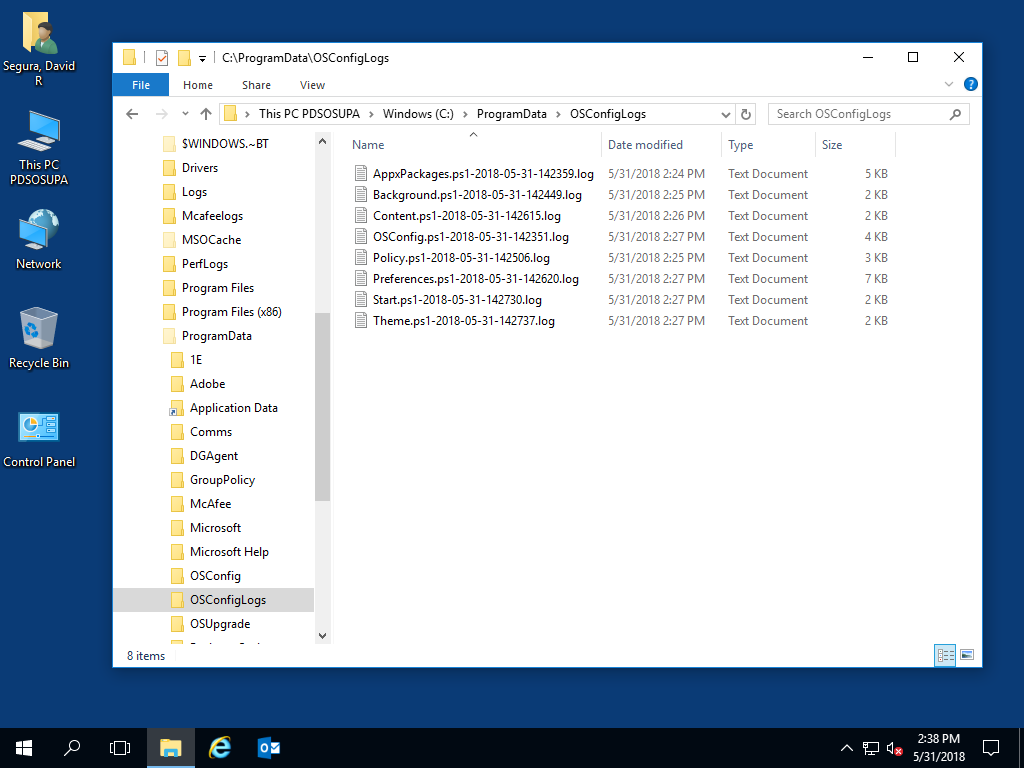 Segura, David
R
This PC
PDSOSUPA
Network
Recycle Bin
Control Panel
C:\ProgramData\OSConfigLogs
File Home Share View
This PC PDSOSUPA Windows (C:) ProgramData OSConfigLogs
Search OSConfigLogs
$WINDOWS.~BT
Drivers
Logs
Mcafeelogs
MSOCache
PerfLogs
Program Files
Program Files (x86)
ProgramData
1E
Adobe
Application Data
Comms
DGAgent
GroupPolicy
McAfee
Microsoft
Microsoft Help
OSConfig
OSConfigLogs
OSUpgrade
Name Date modified Type Size
AppxPackages.ps1-2018-05-31-142359.log 5/31/2018 2:24 PM Text Document 5 KB
Background.ps1-2018-05-31-142449.log 5/31/2018 2:25 PM Text Document 2 KB
Content.ps1-2018-05-31-142615.log 5/31/2018 2:26 PM Text Document 2 KB
OSConfig.ps1-2018-05-31-142351.log 5/31/2018 2:27 PM Text Document 4 KB
Policy.ps1-2018-05-31-142506.log 5/31/2018 2:25 PM Text Document 3 KB
Preferences.ps1-2018-05-31-142620.log 5/31/2018 2:27 PM Text Document 7 KB
Start.ps1-2018-05-31-142730.log 5/31/2018 2:27 PM Text Document 2 KB
Theme.ps1-2018-05-31-142737.log 5/31/2018 2:27 PM Text Document 2 KB
8 items
2:38 PM
5/31/2018